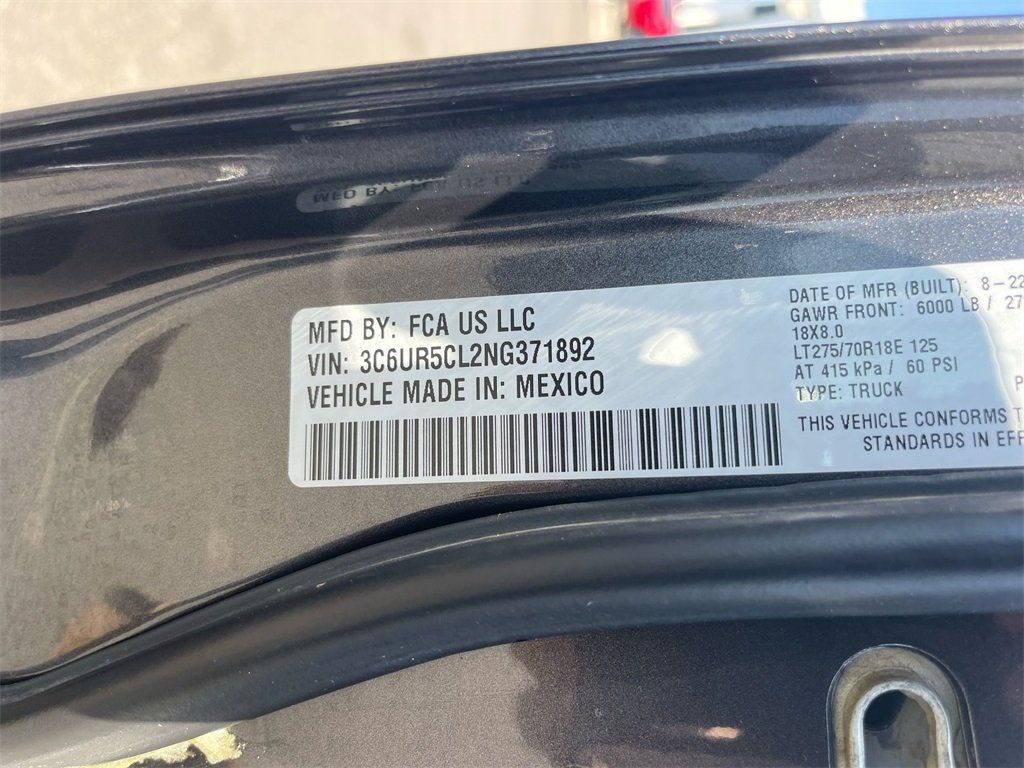 MFD BY: FCA US LLC
VIN: 3C6UR5CL2NG371892
VEHICLE MADE IN: MEXICO
DATE OF MFR (BUILT): 8-22
GAWR FRONT: 6000 LB / 27
18X8.0
LT275/70R18E 125
AT 415 kPa / 60 PSI
TYPE: TRUCK
P
THIS VEHICLE CONFORMS T
STANDARDS IN EFF